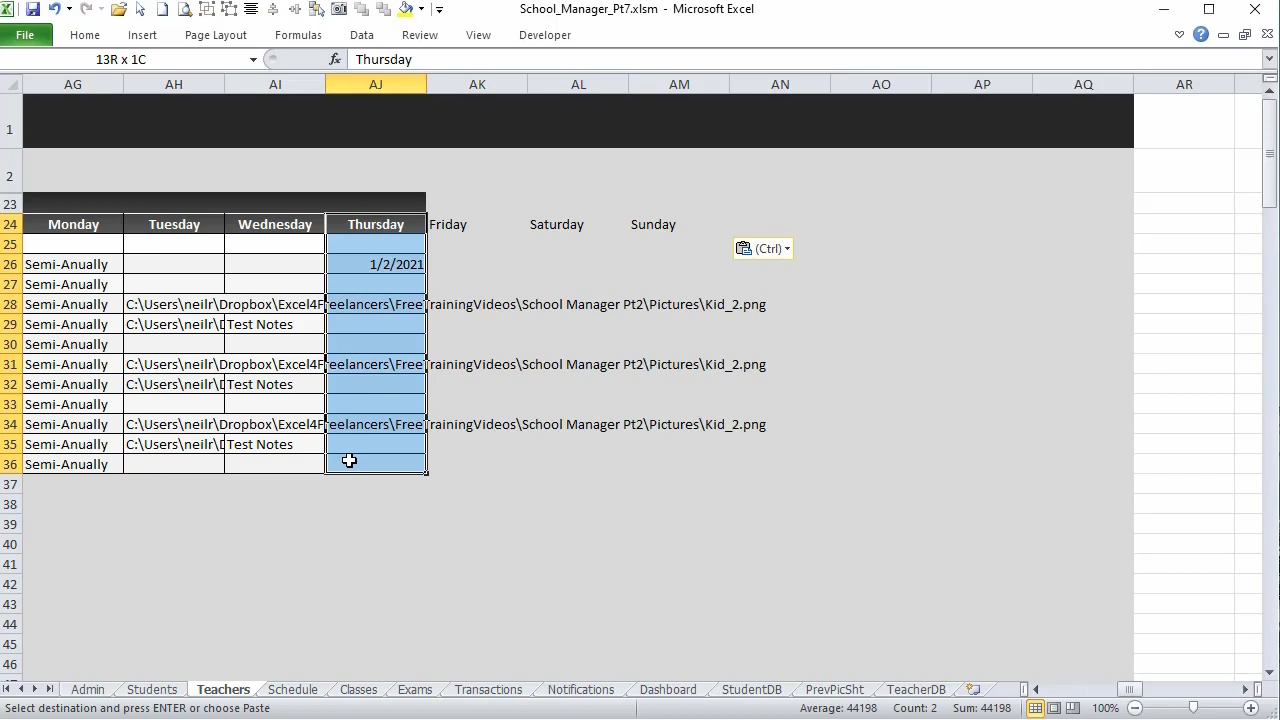 School_Manager_Pt7.xlsm - Microsoft Excel
File Home Insert Page Layout Formulas Data Review View Developer
13R x 1C fx Thursday
AG AH AI AJ AK AL AM AN AO AP AQ AR
1
2
23
24 Monday Tuesday Wednesday Thursday Friday Saturday Sunday
25 (Ctrl)
26 Semi-Anually 1/2/2021
27 Semi-Anually
28 Semi-Anually C:\Users\neilr\Dropbox\Excel4Freelancers\FreeTrainingVideos\School Manager Pt2\Pictures\Kid_2.png
29 Semi-Anually C:\Users\neilr\D Test Notes
30 Semi-Anually
31 Semi-Anually C:\Users\neilr\Dropbox\Excel4Freelancers\FreeTrainingVideos\School Manager Pt2\Pictures\Kid_2.png
32 Semi-Anually C:\Users\neilr\D Test Notes
33 Semi-Anually
34 Semi-Anually C:\Users\neilr\Dropbox\Excel4Freelancers\FreeTrainingVideos\School Manager Pt2\Pictures\Kid_2.png
35 Semi-Anually C:\Users\neilr\D Test Notes
36 Semi-Anually
37
38
39
40
41
42
43
44
45
46
Admin Students Teachers Schedule Classes Exams Transactions Notifications Dashboard StudentDB PrevPicSht TeacherDB
Select destination and press ENTER or choose Paste Average: 44198 Count: 2 Sum: 44198 100%